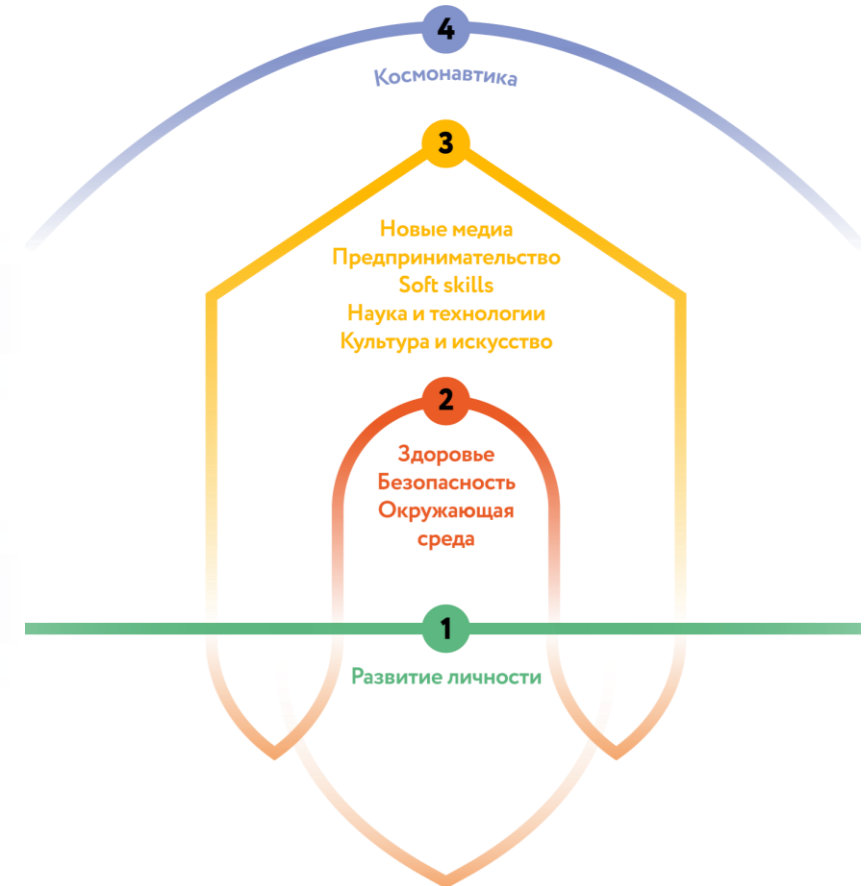 4
Космонавтика
3
Новые медиа
Предпринимательство
Soft skills
Наука и технологии
Культура и искусство
2
Здоровье
Безопасность
Окружающая
среда
1
Развитие личности